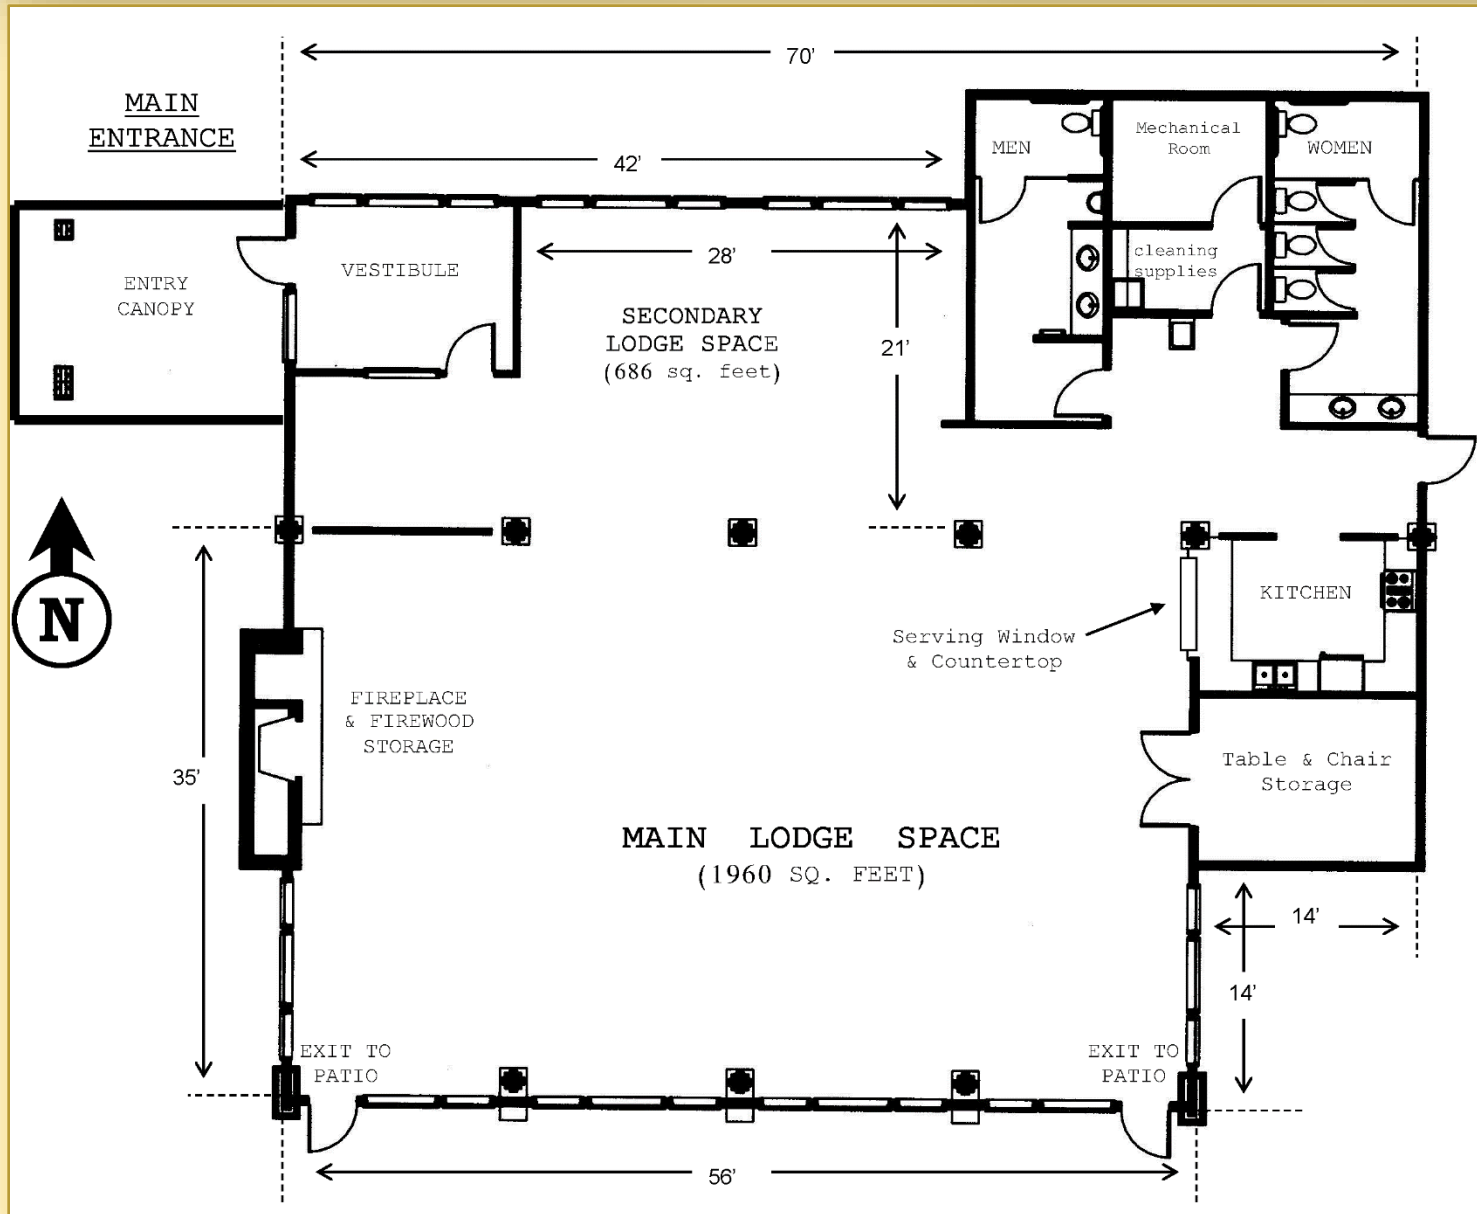 70'
MAIN
ENTRANCE
42'
MEN
Mechanical
Room
WOMEN
28'
VESTIBULE
ENTRY
CANOPY
cleaning
supplies
SECONDARY
LODGE SPACE
(686 sq. feet)
21'
N
KITCHEN
Serving Window
& Countertop
FIREPLACE
& FIREWOOD
STORAGE
35'
Table & Chair
Storage
MAIN LODGE SPACE
(1960 SQ. FEET)
14'
14'
EXIT TO
PATIO
EXIT TO
PATIO
56'